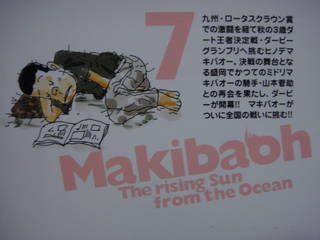 7
九州・ロータスクラウン賞
での激闘を経て秋の3歳ダ
ート王者決定戦・ダービー
グランプリへ挑むヒノデマ
キバオー。決戦の舞台とな
る盛岡でかつてのミドリマ
キバオーの騎手・山本菅助
との再会を果たし、ダービ
ーが開幕!! マキバオーが
ついに全国の戦いに挑む!!
Makibaoh
The rising Sun
from the Ocean